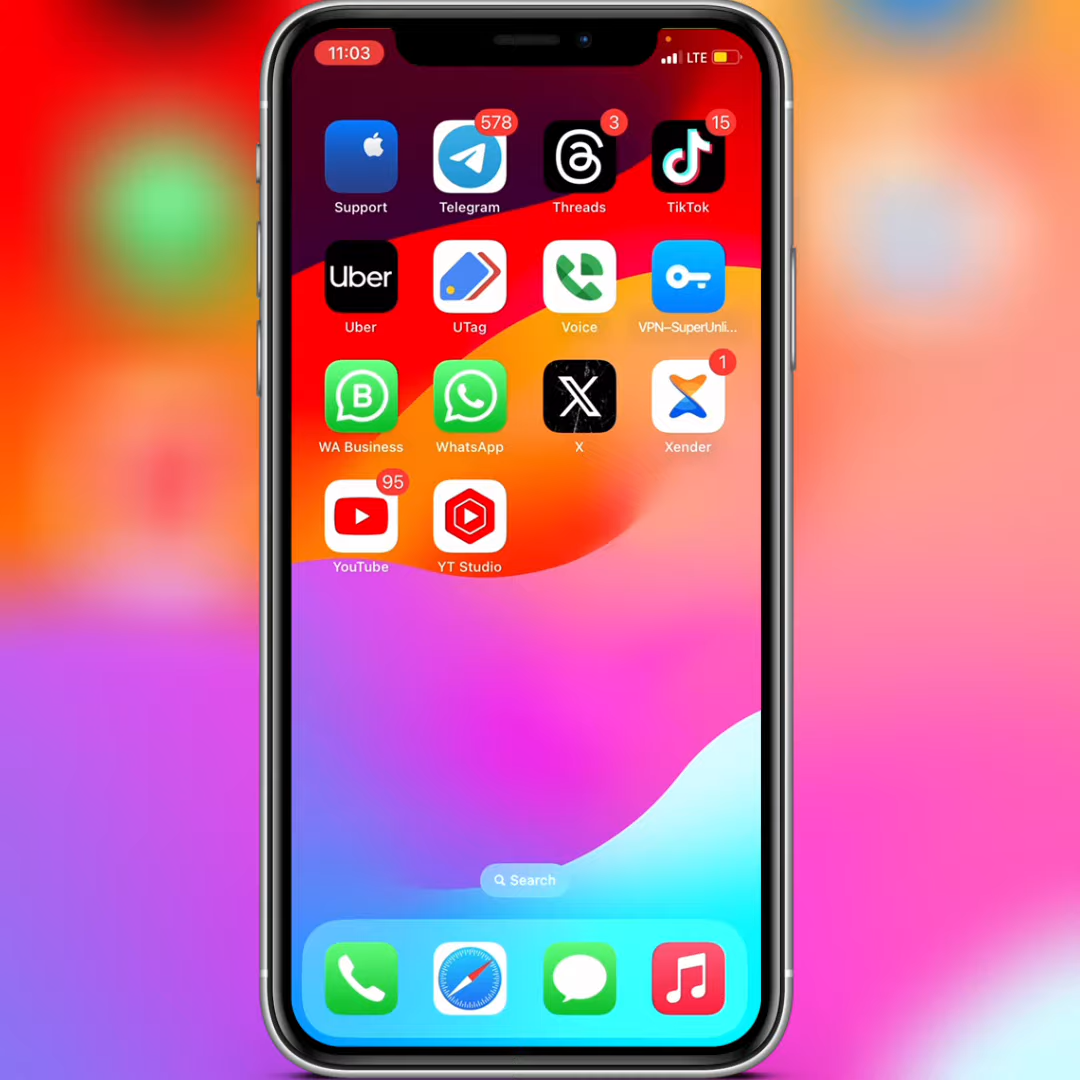 11:03
LTE
578
3
15
Support
Telegram
Threads
TikTok
Uber
Uber
UTag
Voice
VPN–SuperUnli...
1
B
WA Business
WhatsApp
X
Xender
95
YouTube
YT Studio
Search